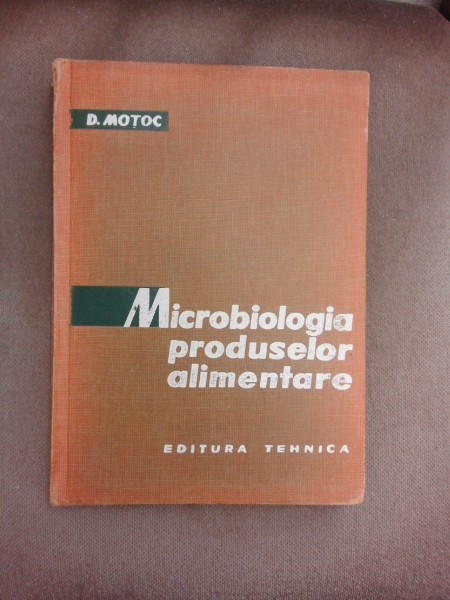 D. MOȚOC
Microbiologia
produselor
alimentare
EDITURA TEHNICA